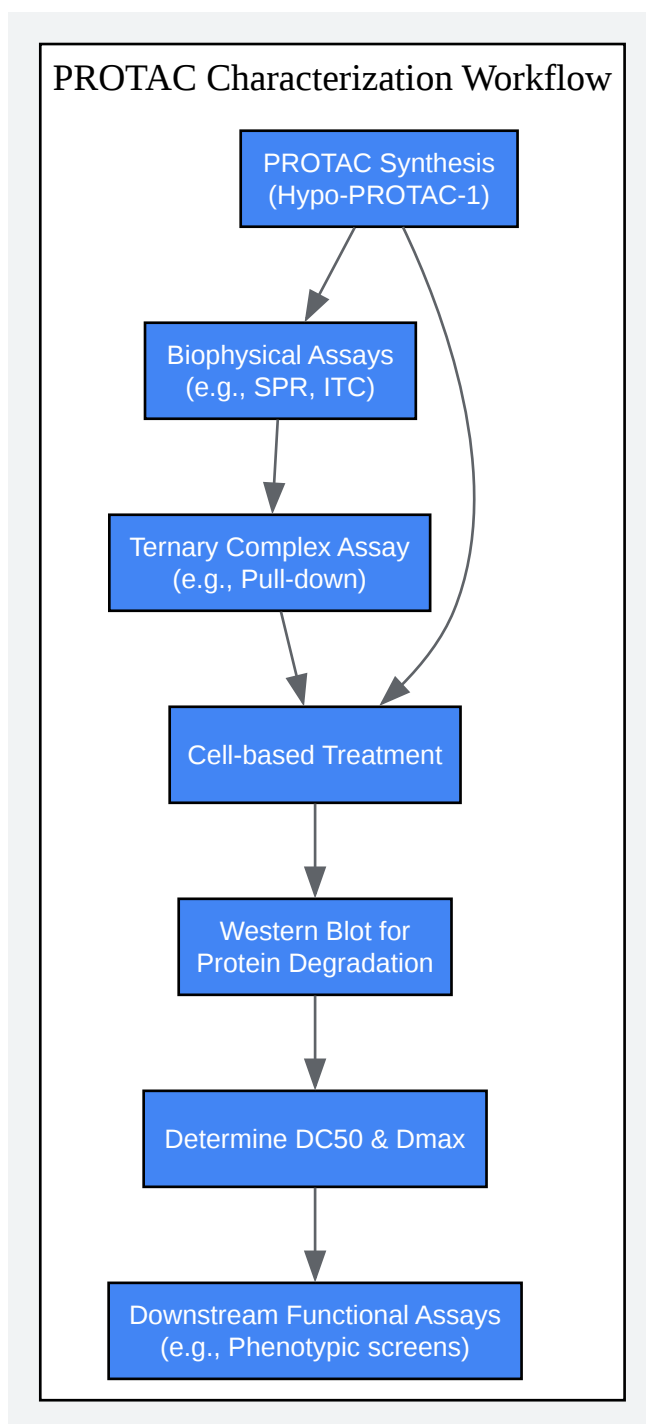 PROTAC Characterization Workflow
PROTAC Synthesis
(Hypo-PROTAC-1)
Biophysical Assays
(e.g., SPR, ITC)
Ternary Complex Assay
(e.g., Pull-down)
Cell-based Treatment
Western Blot for
Protein Degradation
Determine DC50 & Dmax
Downstream Functional Assays
(e.g., Phenotypic screens)